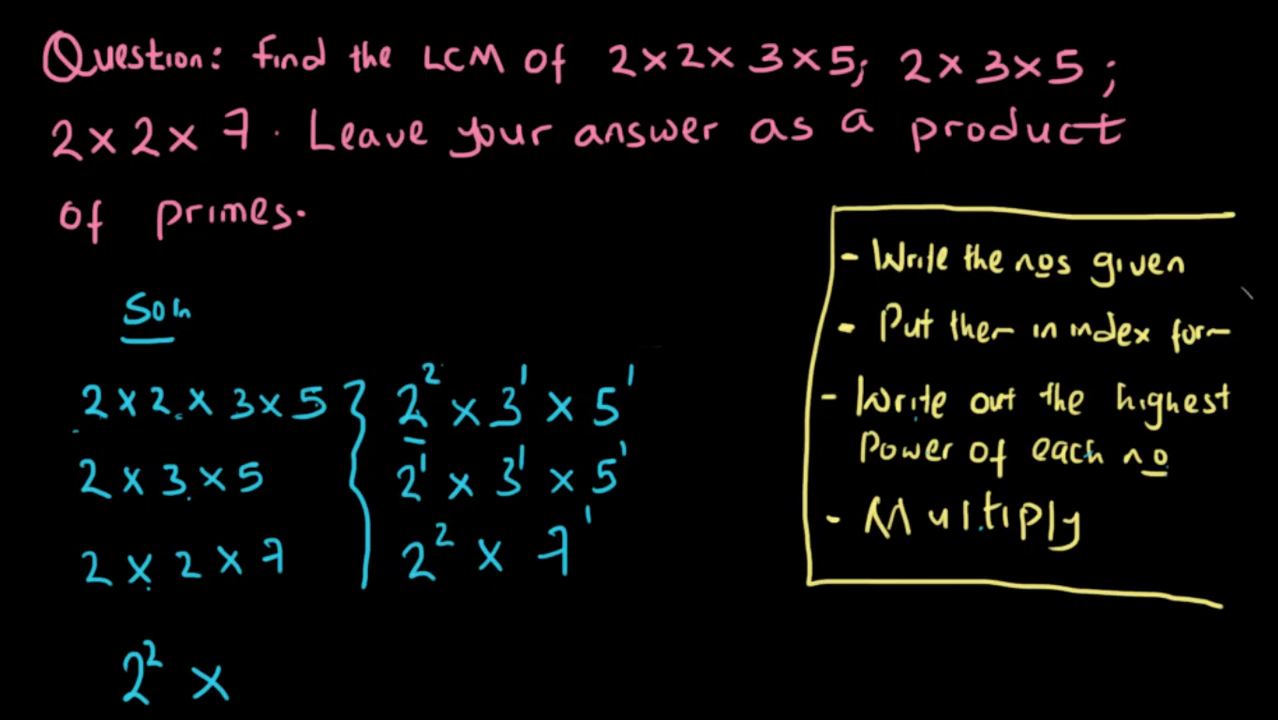 Question: find the LCM of 2×2×3×5; 2×3×5;
2×2×7. Leave your answer as a product
of primes.
Soln
2×2×3×5 } 2² × 3¹ × 5¹
2×3×5 2¹ × 3¹ × 5¹
2×2×7 2² × 7¹
2² ×
- Write the nos given
- Put them in index form
- Write out the highest
Power of each no
- Multiply